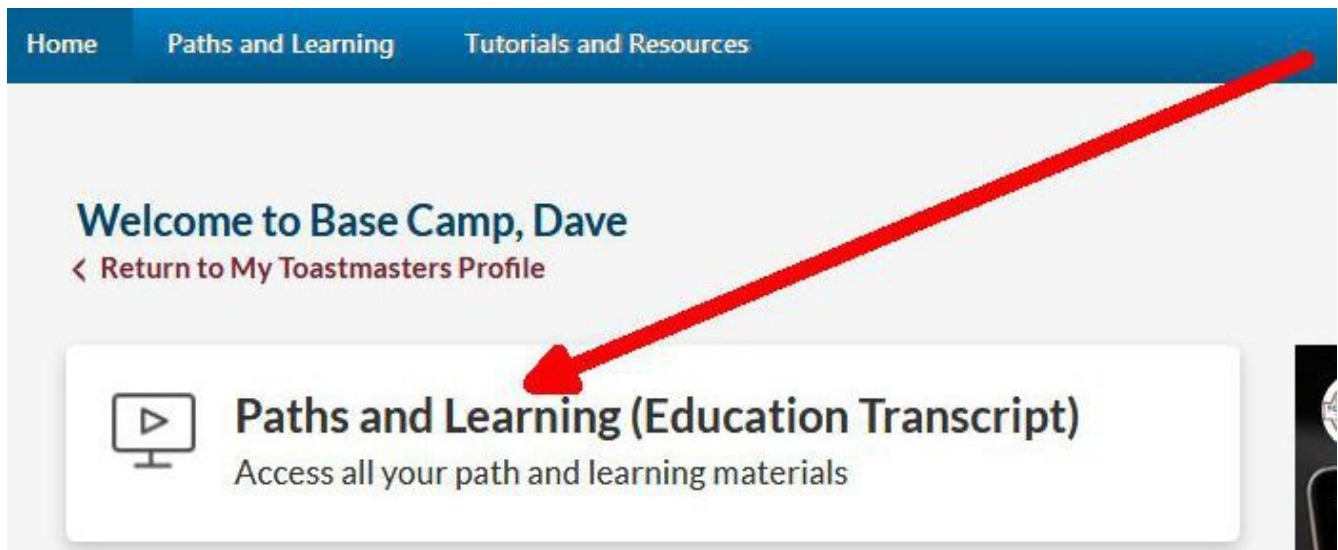 Home Paths and Learning Tutorials and Resources
Welcome to Base Camp, Dave
< Return to My Toastmasters Profile
Paths and Learning (Education Transcript)
Access all your path and learning materials